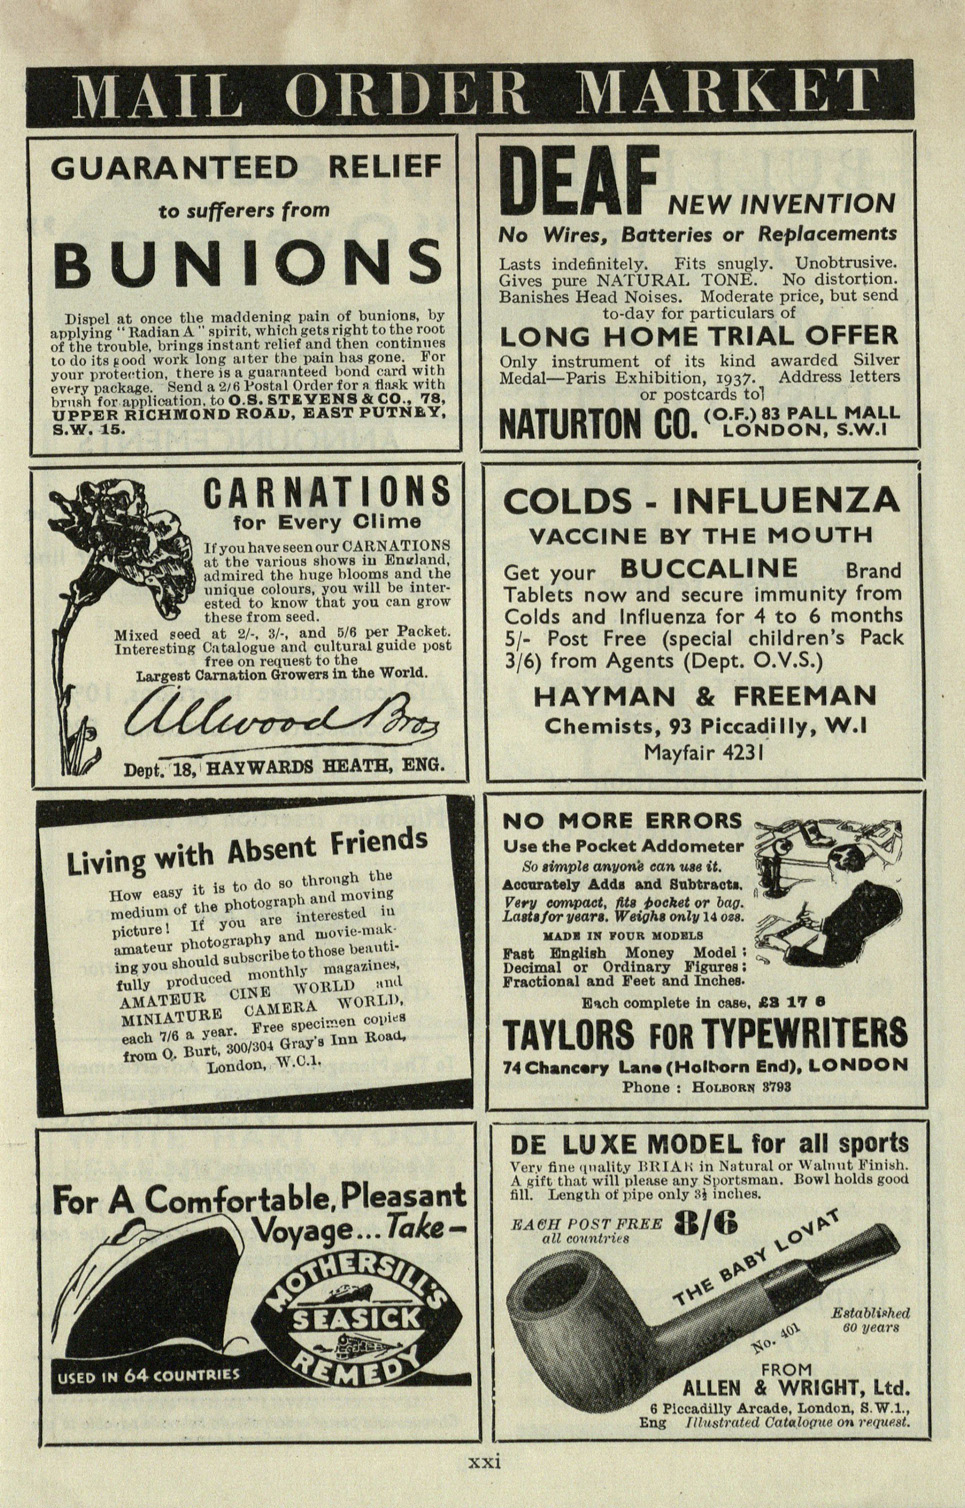 MAIL ORDER MARKET
GUARANTEED RELIEF
to sufferers from
BUNIONS
Dispel at once the maddening pain of bunions, by
applying "Radian A" spirit, which gets right to the root
of the trouble, brings instant relief and then continues
to do its good work long after the pain has gone. For
your protection, there is a guaranteed bond card with
every package. Send a 2/6 Postal Order for a flask with
brush for application, to O.S. STEVENS & CO., 78,
UPPER RICHMOND ROAD, EAST PUTNEY,
S.W. 15.
DEAF NEW INVENTION
No Wires, Batteries or Replacements
Lasts indefinitely. Fits snugly. Unobtrusive.
Gives pure NATURAL TONE. No distortion.
Banishes Head Noises. Moderate price, but send
to-day for particulars of
LONG HOME TRIAL OFFER
Only instrument of its kind awarded Silver
Medal—Paris Exhibition, 1937. Address letters
or postcards to
NATURTON CO. (O.F.) 83 PALL MALL
LONDON, S.W.1
CARNATIONS
for Every Clime
If you have seen our CARNATIONS
at the various shows in England,
admired the huge blooms and the
unique colours, you will be inter-
ested to know that you can grow
these from seed.
Mixed seed at 2/-, 3/-, and 5/6 per Packet.
Interesting Catalogue and cultural guide post
free on request to the
Largest Carnation Growers in the World.
Allwood Bros
Dept. 18, HAYWARDS HEATH, ENG.
COLDS - INFLUENZA
VACCINE BY THE MOUTH
Get your BUCCALINE Brand
Tablets now and secure immunity from
Colds and Influenza for 4 to 6 months
5/- Post Free (special children's Pack
3/6) from Agents (Dept. O.V.S.)
HAYMAN & FREEMAN
Chemists, 93 Piccadilly, W.1
Mayfair 4231
Living with Absent Friends
How easy it is to do so through the
medium of the photograph and moving
picture! If you are interested in
amateur photography and movie-mak-
ing you should subscribe to those beauti-
fully produced monthly magazines,
AMATEUR CINE WORLD and
MINIATURE CAMERA WORLD,
each 7/6 a year. Free specimen copies
from Q. Burt, 300/304 Gray's Inn Road,
London, W.C.1.
NO MORE ERRORS
Use the Pocket Addometer
So simple anyone can use it.
Accurately Adds and Subtracts.
Very compact, fits pocket or bag.
Lasts for years. Weighs only 14 ozs.
MADE IN FOUR MODELS
Fast English Money Model;
Decimal or Ordinary Figures;
Fractional and Feet and Inches.
Each complete in case, £3 17 6
TAYLORS FOR TYPEWRITERS
74 Chancery Lane (Holborn End), LONDON
Phone : HOLBORN 3793
For A Comfortable, Pleasant
Voyage... Take—
MOTHERSILL'S
SEASICK
REMEDY
USED IN 64 COUNTRIES
DE LUXE MODEL for all sports
Very fine quality BRIAR in Natural or Walnut Finish.
A gift that will please any Sportsman. Bowl holds good
fill. Length of pipe only 3½ inches.
EACH POST FREE 8/6
all countries
THE BABY LOVAT
No. 401
Established
60 years
FROM
ALLEN & WRIGHT, Ltd.
6 Piccadilly Arcade, London, S.W.1.,
Eng Illustrated Catalogue on request.
xxi